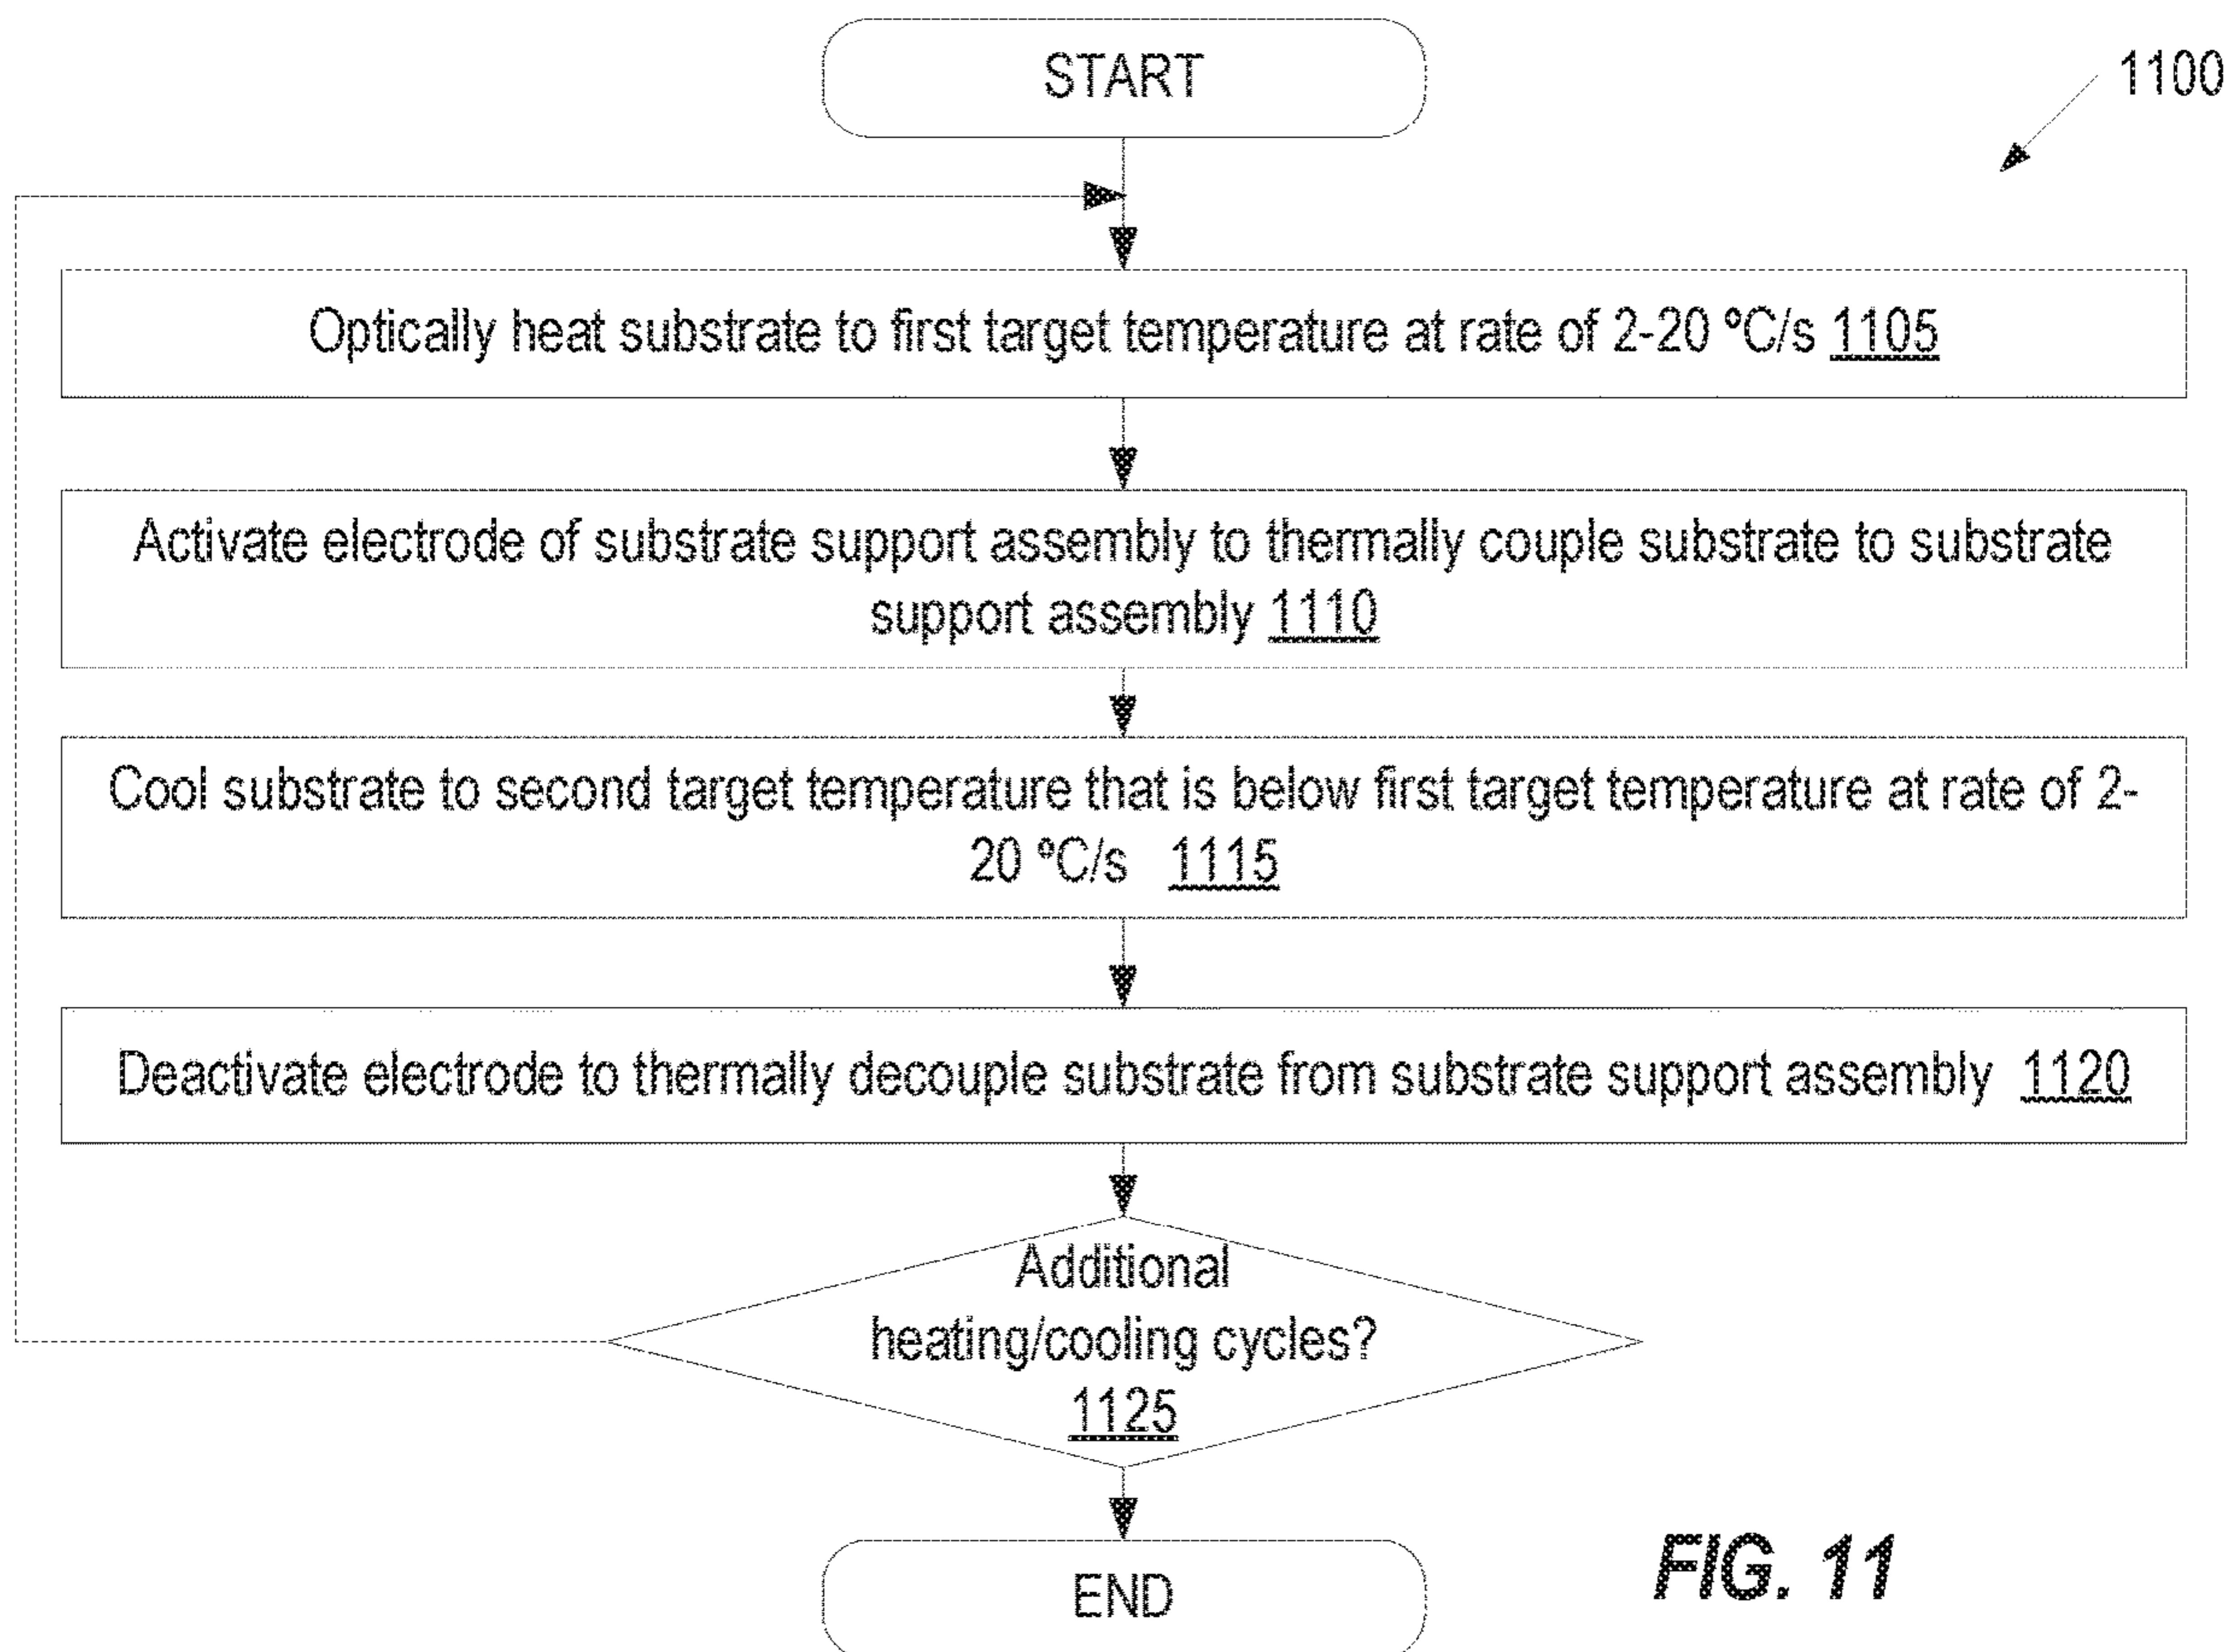 START
1100
Optically heat substrate to first target temperature at rate of 2-20 ºC/s 1105
Activate electrode of substrate support assembly to thermally couple substrate to substrate
support assembly 1110
Cool substrate to second target temperature that is below first target temperature at rate of 2-
20 ºC/s 1115
Deactivate electrode to thermally decouple substrate from substrate support assembly 1120
Additional
heating/cooling cycles?
1125
END
FIG. 11